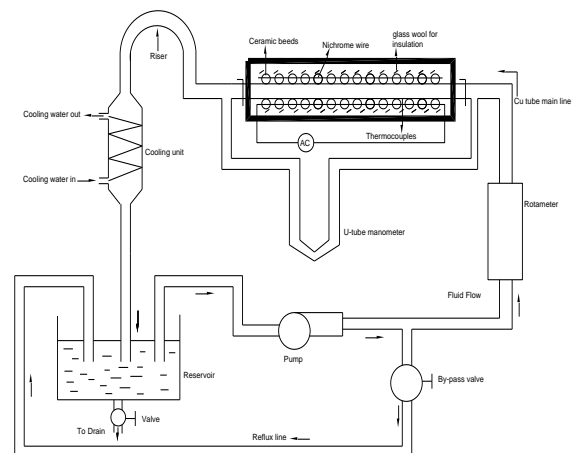 glass wool for
insulation
Ceramic beeds
Nichrome wire
Riser
Cu tube main line
Cooling water out
Thermocouples
AC
Cooling unit
Cooling water in
Rotameter
U-tube manometer
Fluid Flow
Pump
Reservoir
By-pass valve
Valve
To Drain
Reflux line